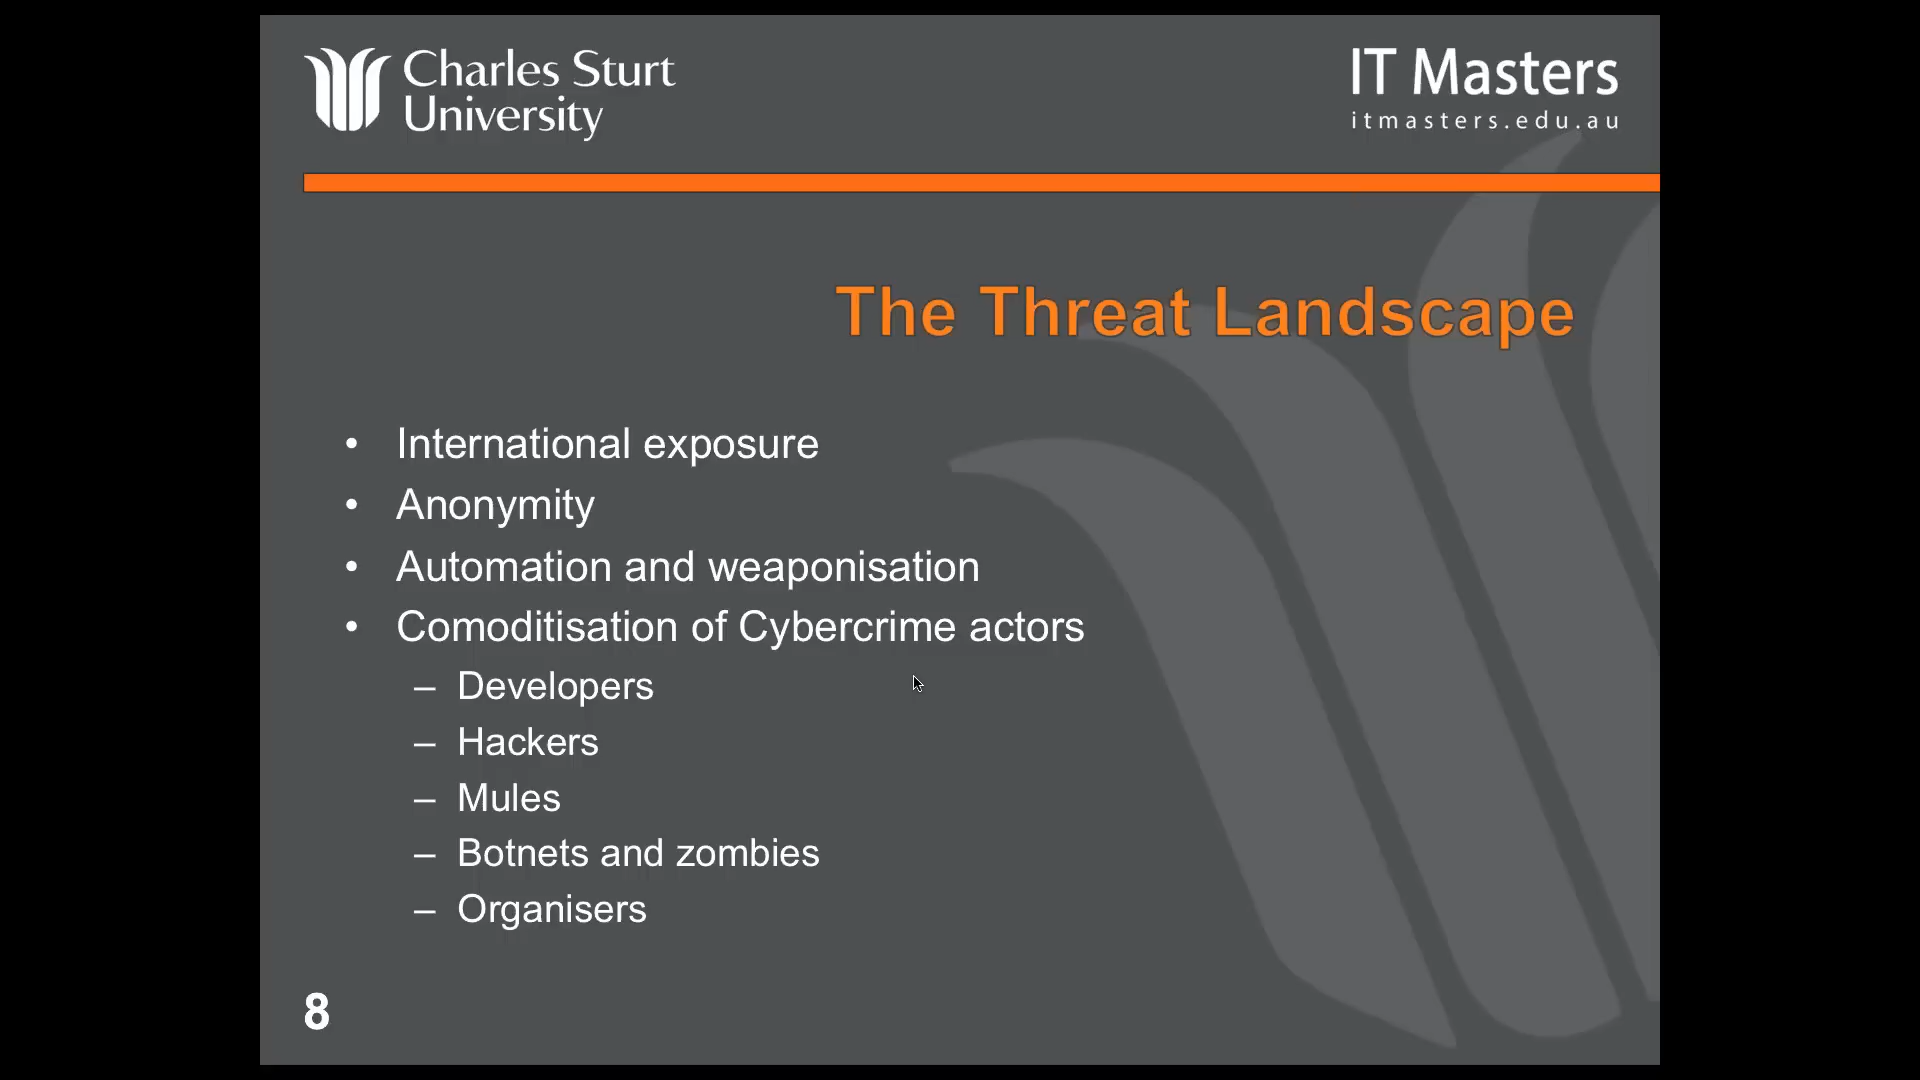 Charles Sturt
University
IT Masters
itmasters.edu.au
The Threat Landscape
• International exposure
• Anonymity
• Automation and weaponisation
• Comoditisation of Cybercrime actors
– Developers
– Hackers
– Mules
– Botnets and zombies
– Organisers
8